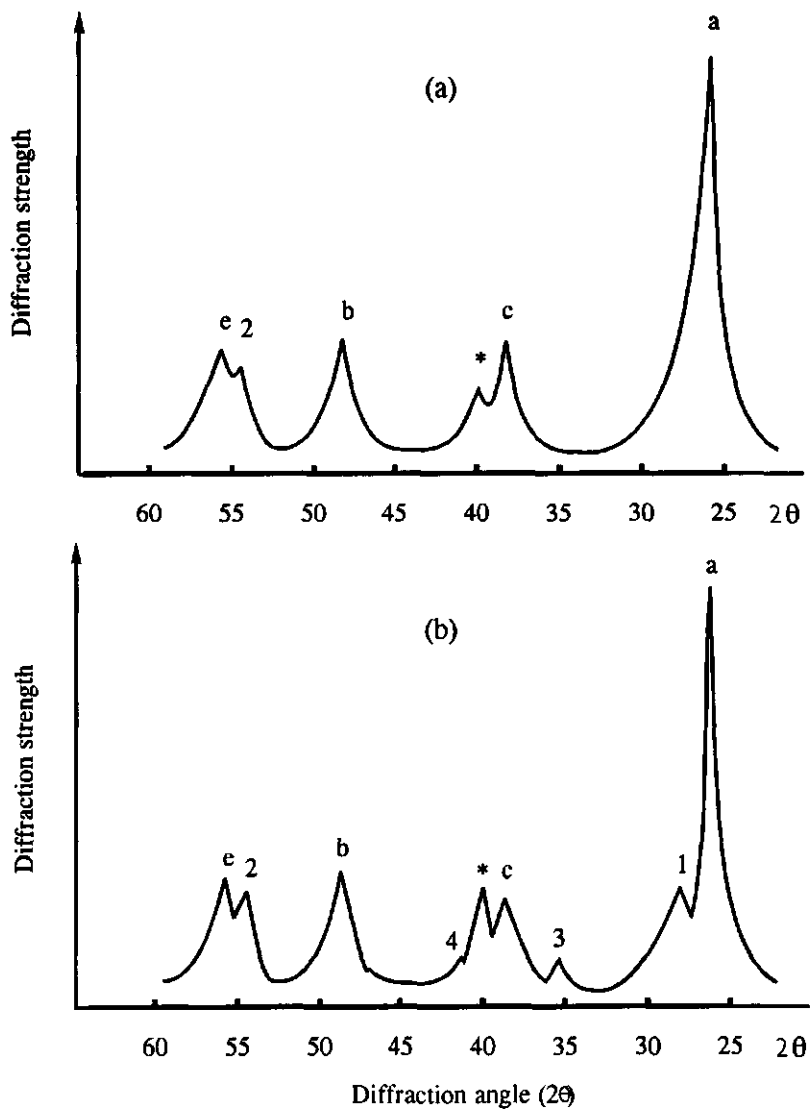 a
(a)
Diffraction strength
e 2 b * c
60 55 50 45 40 35 30 25 2θ
a
(b)
Diffraction strength
e 2 b 4 * c 3 1
60 55 50 45 40 35 30 25 2θ
Diffraction angle (2θ)